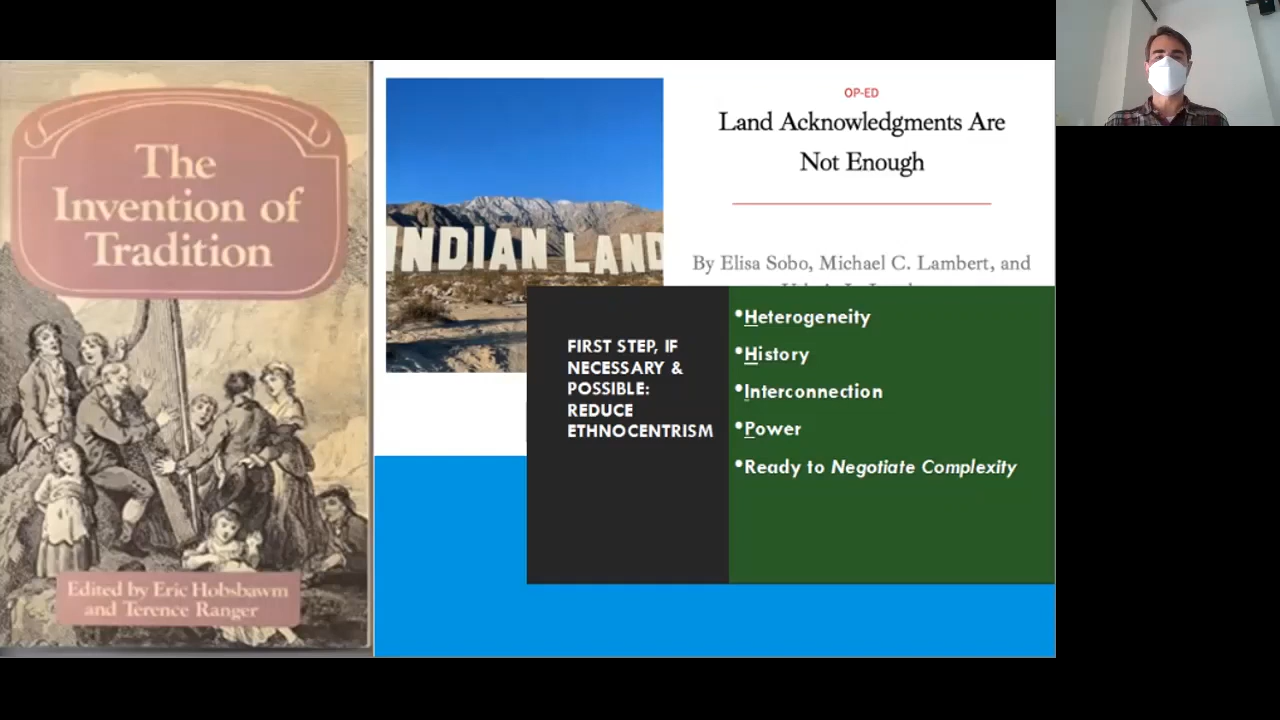 The
Invention of
Tradition
Edited by Eric Hobsbawm
and Terence Ranger
INDIAN LAND
OP-ED
Land Acknowledgments Are
Not Enough
By Elisa Sobo, Michael C. Lambert, and
FIRST STEP, IF
NECESSARY &
POSSIBLE:
REDUCE
ETHNOCENTRISM
•Heterogeneity
•History
•Interconnection
•Power
•Ready to Negotiate Complexity